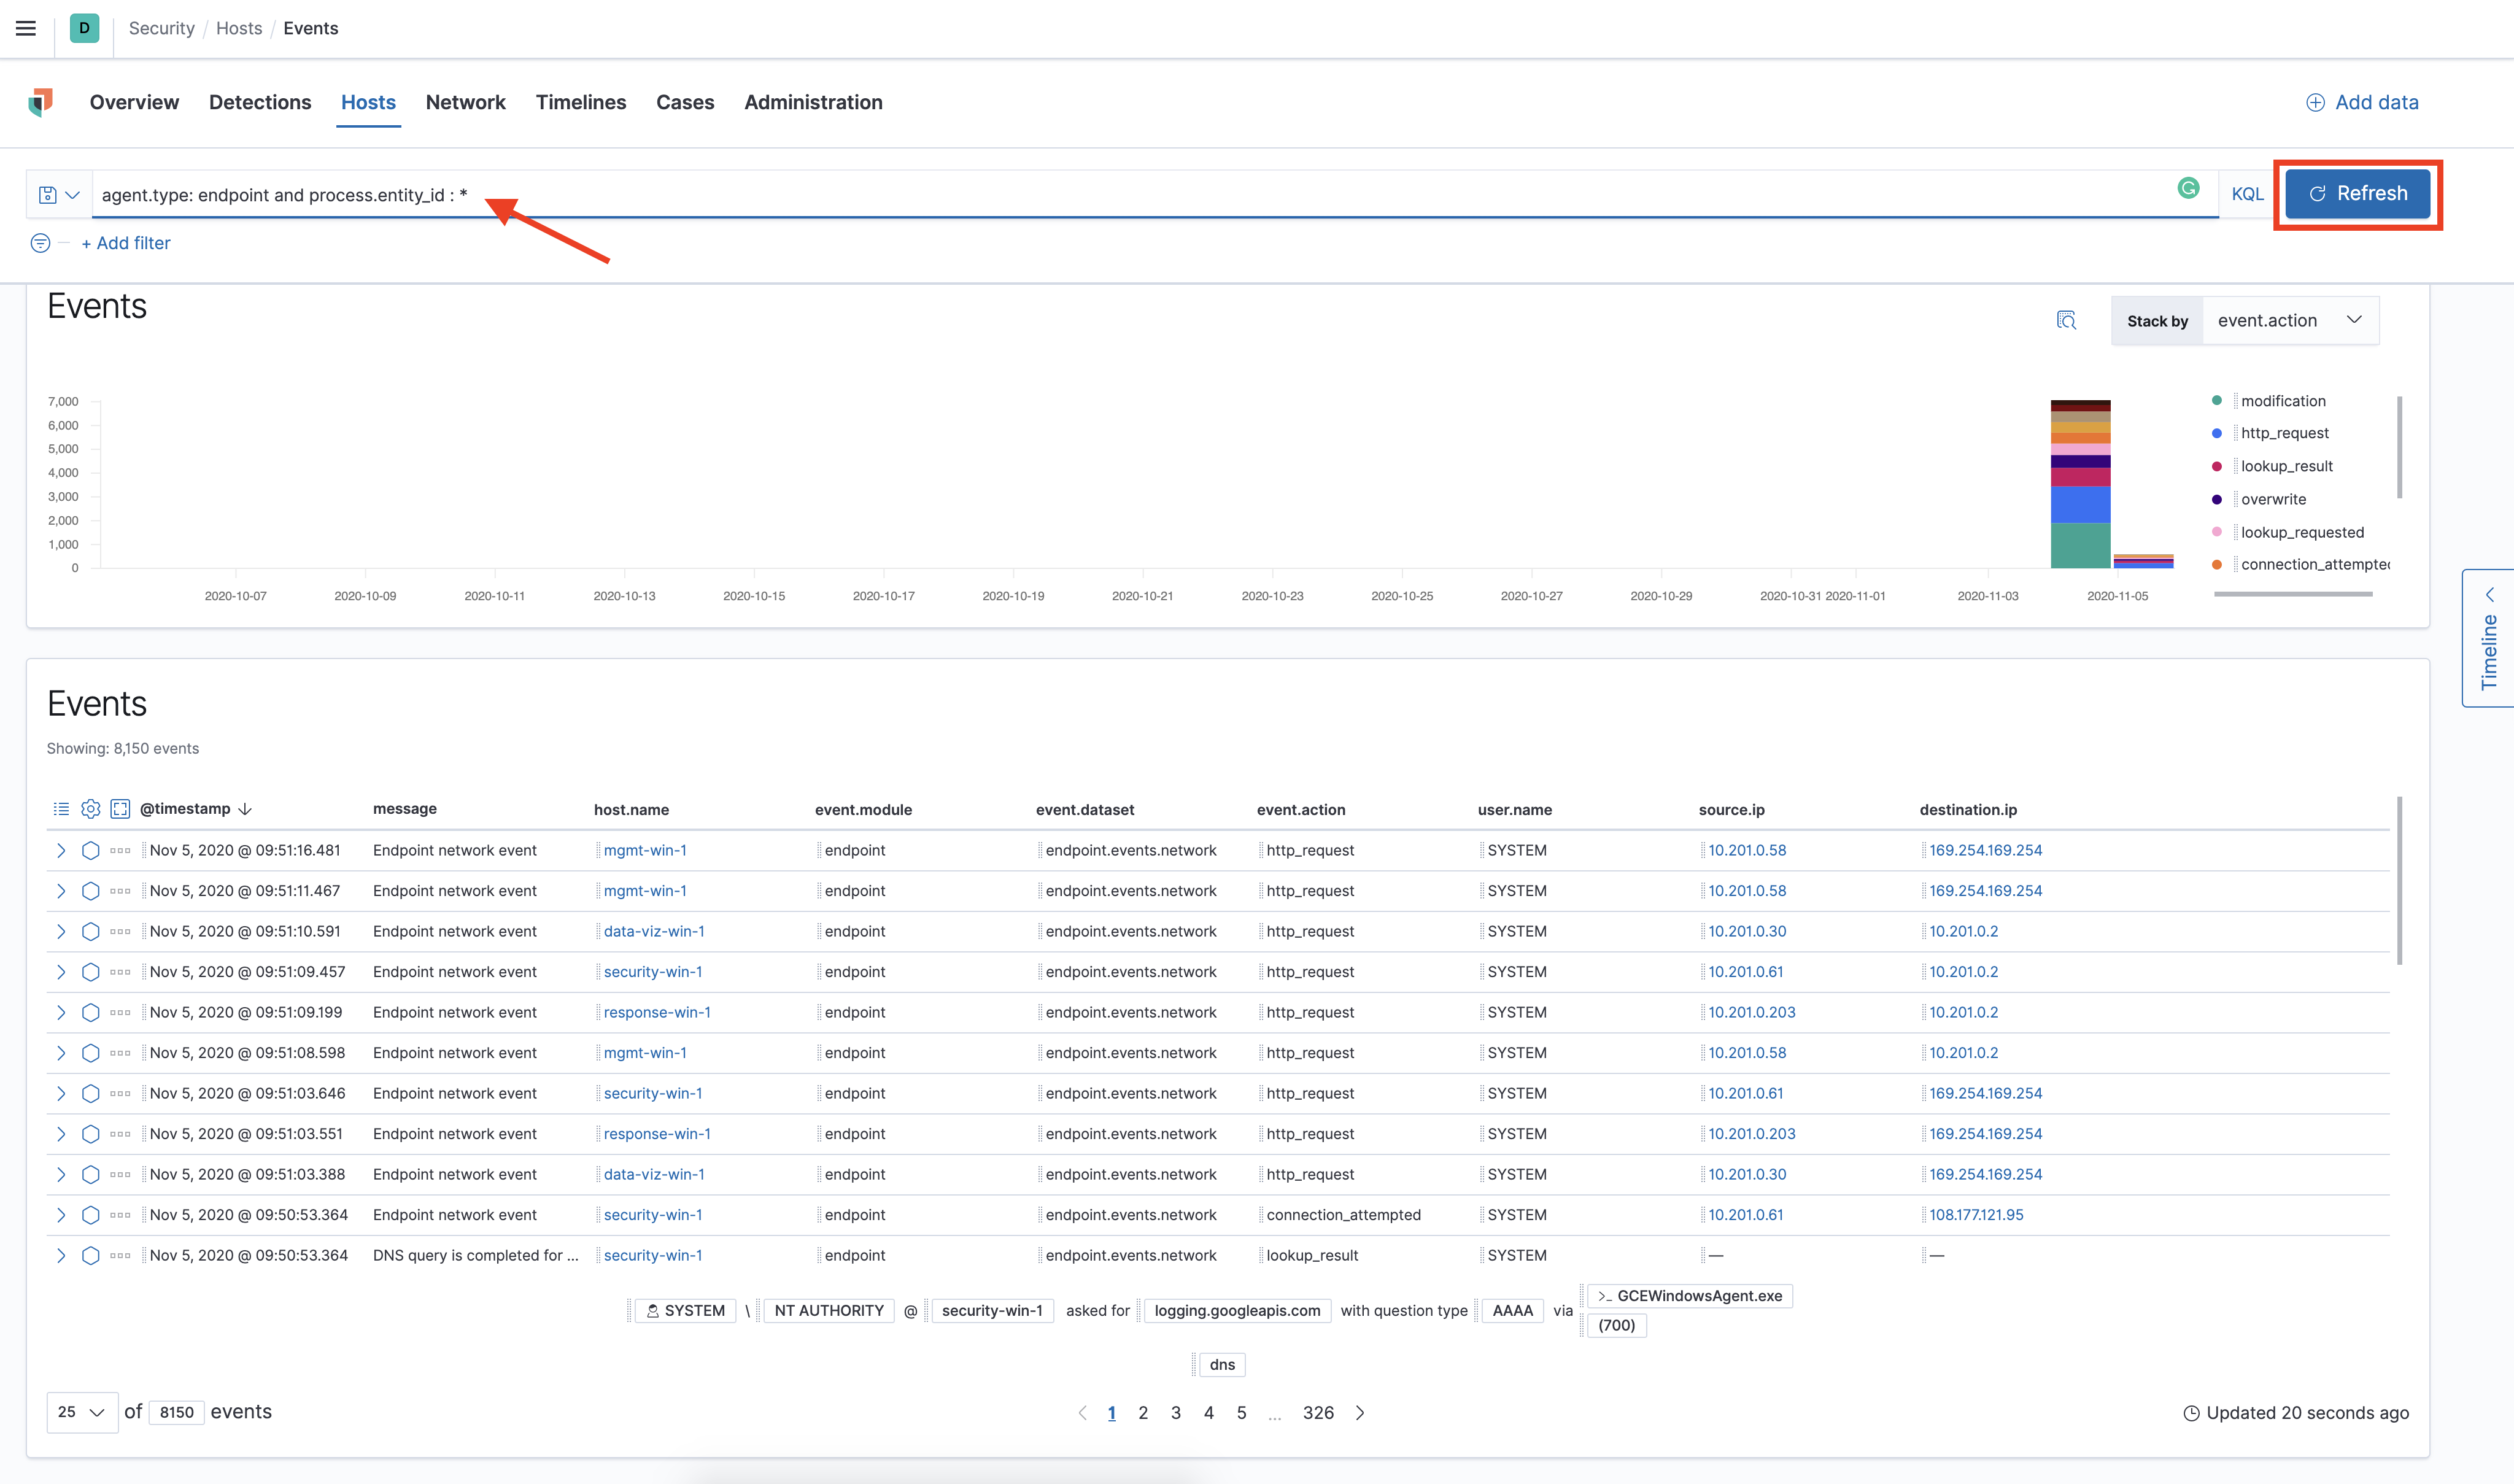 D Security / Hosts / Events
Overview Detections Hosts Network Timelines Cases Administration Add data
agent.type: endpoint and process.entity_id : * KQL Refresh
+ Add filter
Events
Stack by event.action
7,000
6,000
5,000
4,000
3,000
2,000
1,000
0
2020-10-07 2020-10-09 2020-10-11 2020-10-13 2020-10-15 2020-10-17 2020-10-19 2020-10-21 2020-10-23 2020-10-25 2020-10-27 2020-10-29 2020-10-31 2020-11-01 2020-11-03 2020-11-05
modification
http_request
lookup_result
overwrite
lookup_requested
connection_attempted
Timeline
Events
Showing: 8,150 events
@timestamp message host.name event.module event.dataset event.action user.name source.ip destination.ip
Nov 5, 2020 @ 09:51:16.481 Endpoint network event mgmt-win-1 endpoint endpoint.events.network http_request SYSTEM 10.201.0.58 169.254.169.254
Nov 5, 2020 @ 09:51:11.467 Endpoint network event mgmt-win-1 endpoint endpoint.events.network http_request SYSTEM 10.201.0.58 169.254.169.254
Nov 5, 2020 @ 09:51:10.591 Endpoint network event data-viz-win-1 endpoint endpoint.events.network http_request SYSTEM 10.201.0.30 10.201.0.2
Nov 5, 2020 @ 09:51:09.457 Endpoint network event security-win-1 endpoint endpoint.events.network http_request SYSTEM 10.201.0.61 10.201.0.2
Nov 5, 2020 @ 09:51:09.199 Endpoint network event response-win-1 endpoint endpoint.events.network http_request SYSTEM 10.201.0.203 10.201.0.2
Nov 5, 2020 @ 09:51:08.598 Endpoint network event mgmt-win-1 endpoint endpoint.events.network http_request SYSTEM 10.201.0.58 10.201.0.2
Nov 5, 2020 @ 09:51:03.646 Endpoint network event security-win-1 endpoint endpoint.events.network http_request SYSTEM 10.201.0.61 169.254.169.254
Nov 5, 2020 @ 09:51:03.551 Endpoint network event response-win-1 endpoint endpoint.events.network http_request SYSTEM 10.201.0.203 169.254.169.254
Nov 5, 2020 @ 09:51:03.388 Endpoint network event data-viz-win-1 endpoint endpoint.events.network http_request SYSTEM 10.201.0.30 169.254.169.254
Nov 5, 2020 @ 09:50:53.364 Endpoint network event security-win-1 endpoint endpoint.events.network connection_attempted SYSTEM 10.201.0.61 108.177.121.95
Nov 5, 2020 @ 09:50:53.364 DNS query is completed for ... security-win-1 endpoint endpoint.events.network lookup_result SYSTEM — —
SYSTEM \ NT AUTHORITY @ security-win-1 asked for logging.googleapis.com with question type AAAA via >_ GCEWindowsAgent.exe
(700)
dns
25 of 8150 events 1 2 3 4 5 ... 326 Updated 20 seconds ago